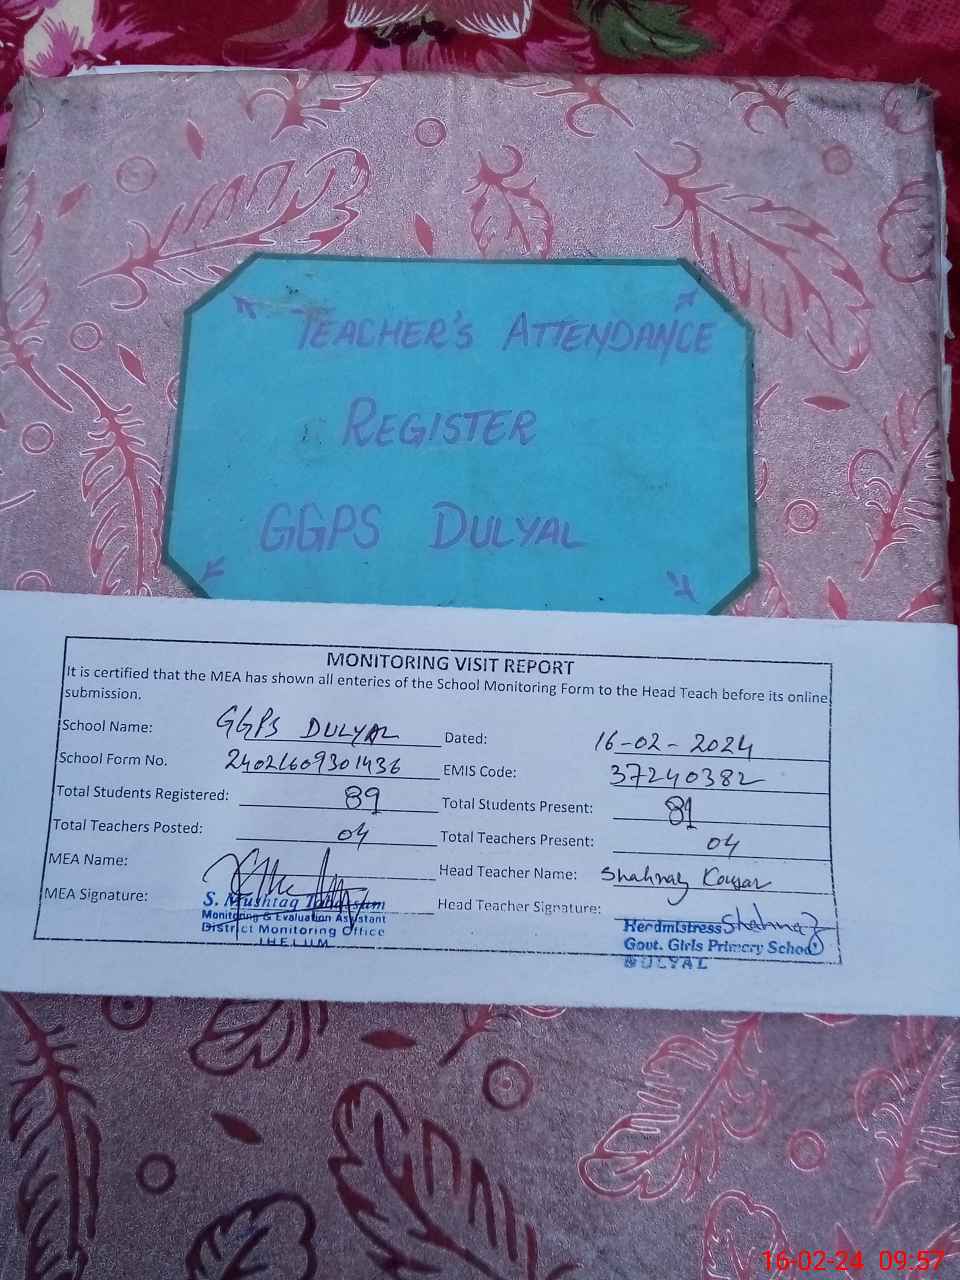 TEACHER'S ATTENDANCE
REGISTER
GGPS DULYAL
MONITORING VISIT REPORT
It is certified that the MEA has shown all enteries of the School Monitoring Form to the Head Teach before its online
submission.
School Name: GGPS DULYAL Dated: 16-02-2024
School Form No. 24021609301436 EMIS Code: 37240382
Total Students Registered: 89 Total Students Present: 81
Total Teachers Posted: 04 Total Teachers Present: 04
MEA Name: Head Teacher Name: Shahnaz Kousar
MEA Signature: Head Teacher Signature: Shahnaz
S. Mushtaq
Monitoring & Evaluation Assistant
District Monitoring Office
JHELUM
Herdmistress
Govt. Girls Primary School
DULYAL
16-02-24 09:57